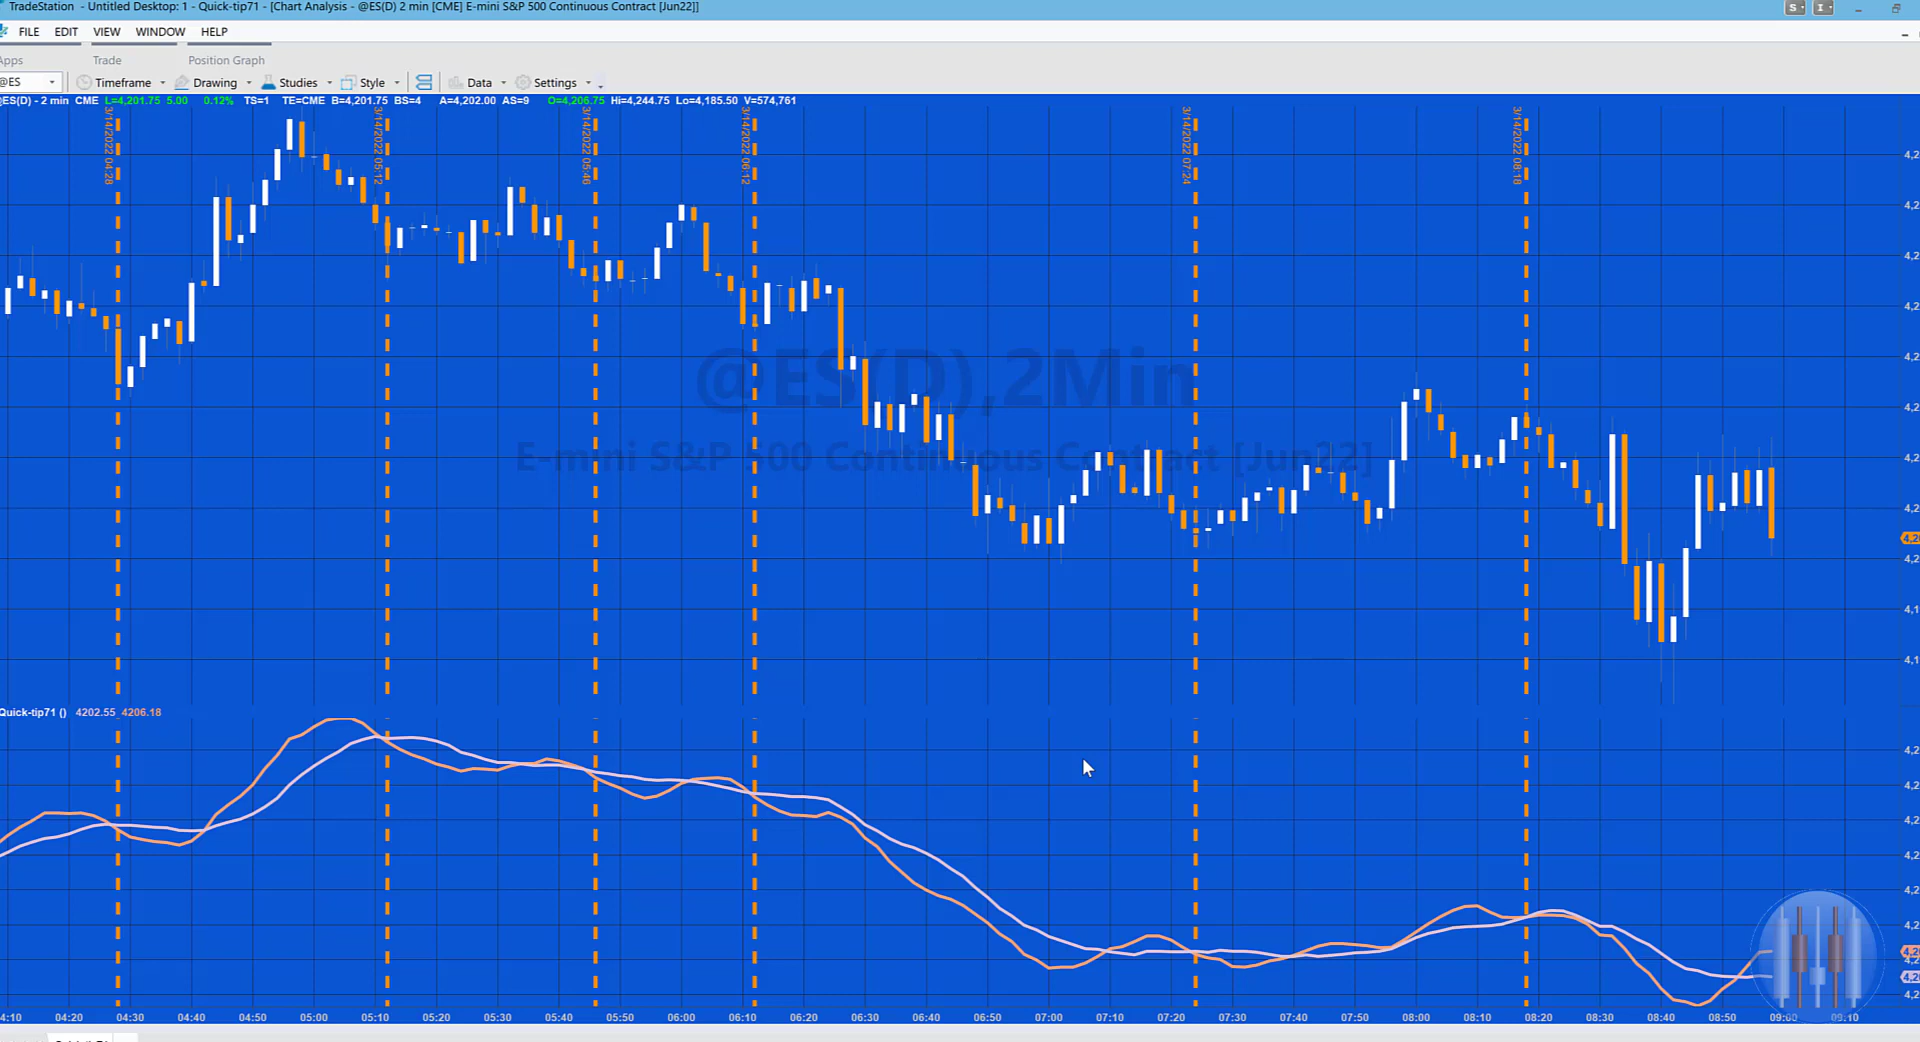 TradeStation - Untitled Desktop: 1 - Quick-tip71 - [Chart Analysis - @ES(D) 2 min [CME] E-mini S&P 500 Continuous Contract [Jun22]]
S I
FILE EDIT VIEW WINDOW HELP
Trade Position Graph
@ES Timeframe Drawing Studies Style Data Settings
2 min CME L=4,201.75 5.00 0.12% TS=1 TE=CME B=4,201.75 BS=4 A=4,202.00 AS=9 O=4,206.75 Hi=4,244.75 Lo=4,185.50 V=574,761
3/14/2022 04:28
3/14/2022 05:12
3/14/2022 05:46
3/14/2022 06:12
3/14/2022 07:24
3/14/2022 08:18
@ES(D),2Min
E-mini S&P 500 Continuous Contract [Jun22]
Quick-tip71 () 4202.55 4206.18
4:10 04:20 04:30 04:40 04:50 05:00 05:10 05:20 05:30 05:40 05:50 06:00 06:10 06:20 06:30 06:40 06:50 07:00 07:10 07:20 07:30 07:40 07:50 08:00 08:10 08:20 08:30 08:40 08:50 09:00 09:10